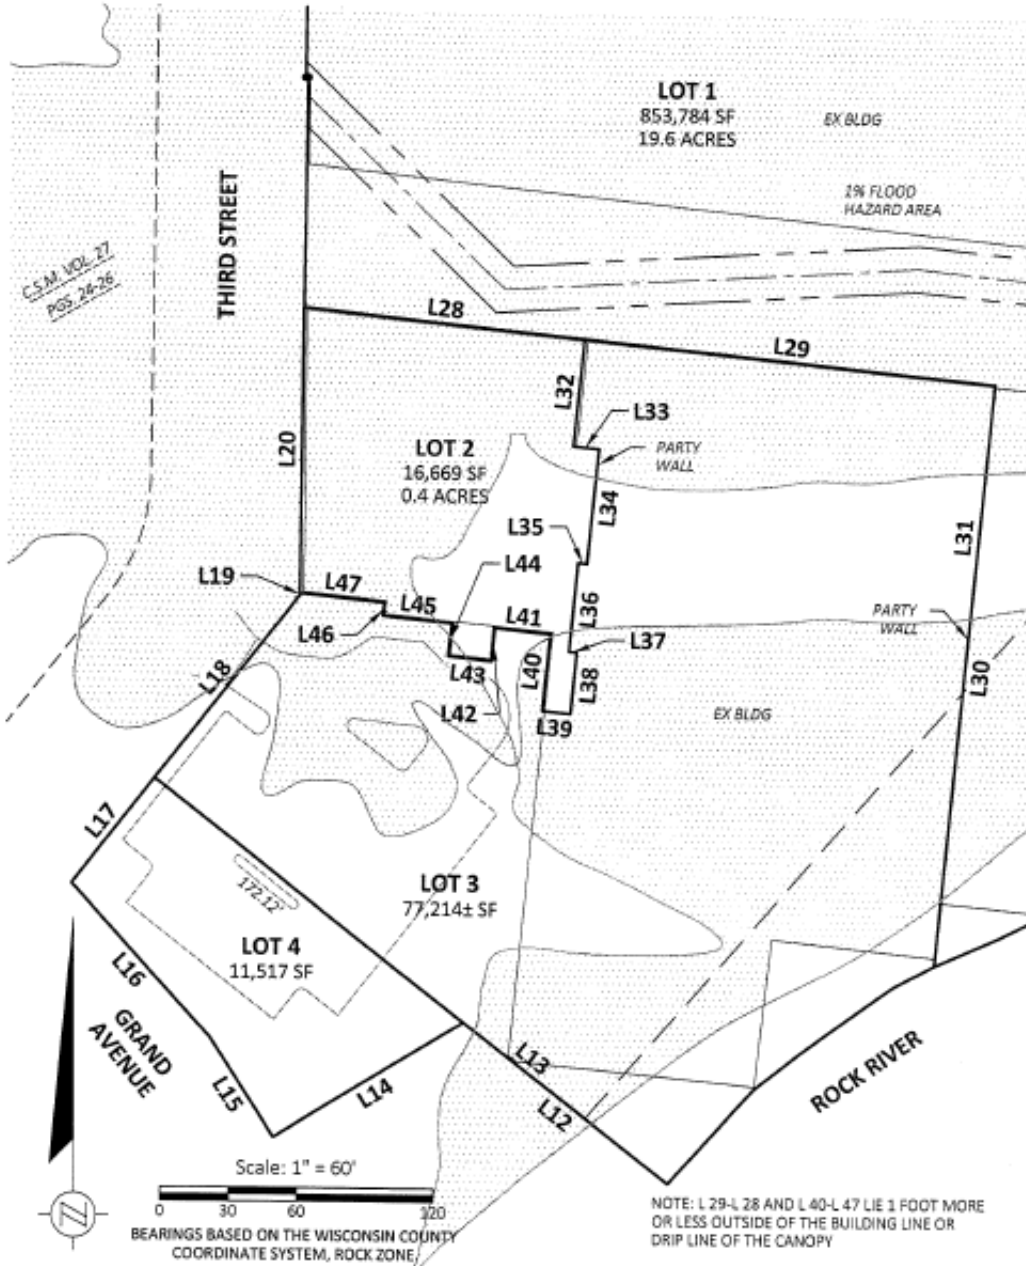 LOT 1
853,784 SF
19.6 ACRES
EX BLDG
1% FLOOD
HAZARD AREA
C.S.M. VOL. 27
PGS. 24-26
THIRD STREET
L28
L29
L32
L33
PARTY
WALL
L20
LOT 2
16,669 SF
0.4 ACRES
L34
L35
L31
L44
L19
L47
L45
L46
L41
L36
L37
PARTY
WALL
L43
L40
L38
L30
L18
L42
L39
EX BLDG
L17
172.12'
LOT 3
77,214± SF
LOT 4
11,517 SF
L16
GRAND
AVENUE
L15
L14
L13
L12
ROCK RIVER
Scale: 1" = 60'
0 30 60 120
BEARINGS BASED ON THE WISCONSIN COUNTY
COORDINATE SYSTEM, ROCK ZONE
N
NOTE: L 29-L 28 AND L 40-L 47 LIE 1 FOOT MORE
OR LESS OUTSIDE OF THE BUILDING LINE OR
DRIP LINE OF THE CANOPY